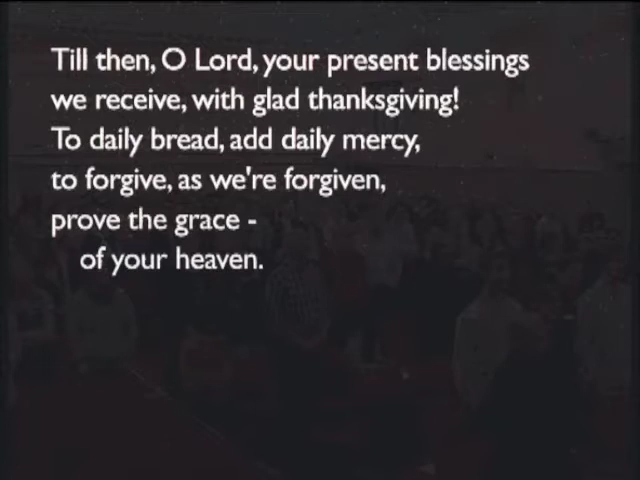 Till then, O Lord, your present blessings
we receive, with glad thanksgiving!
To daily bread, add daily mercy,
to forgive, as we're forgiven,
prove the grace -
of your heaven.